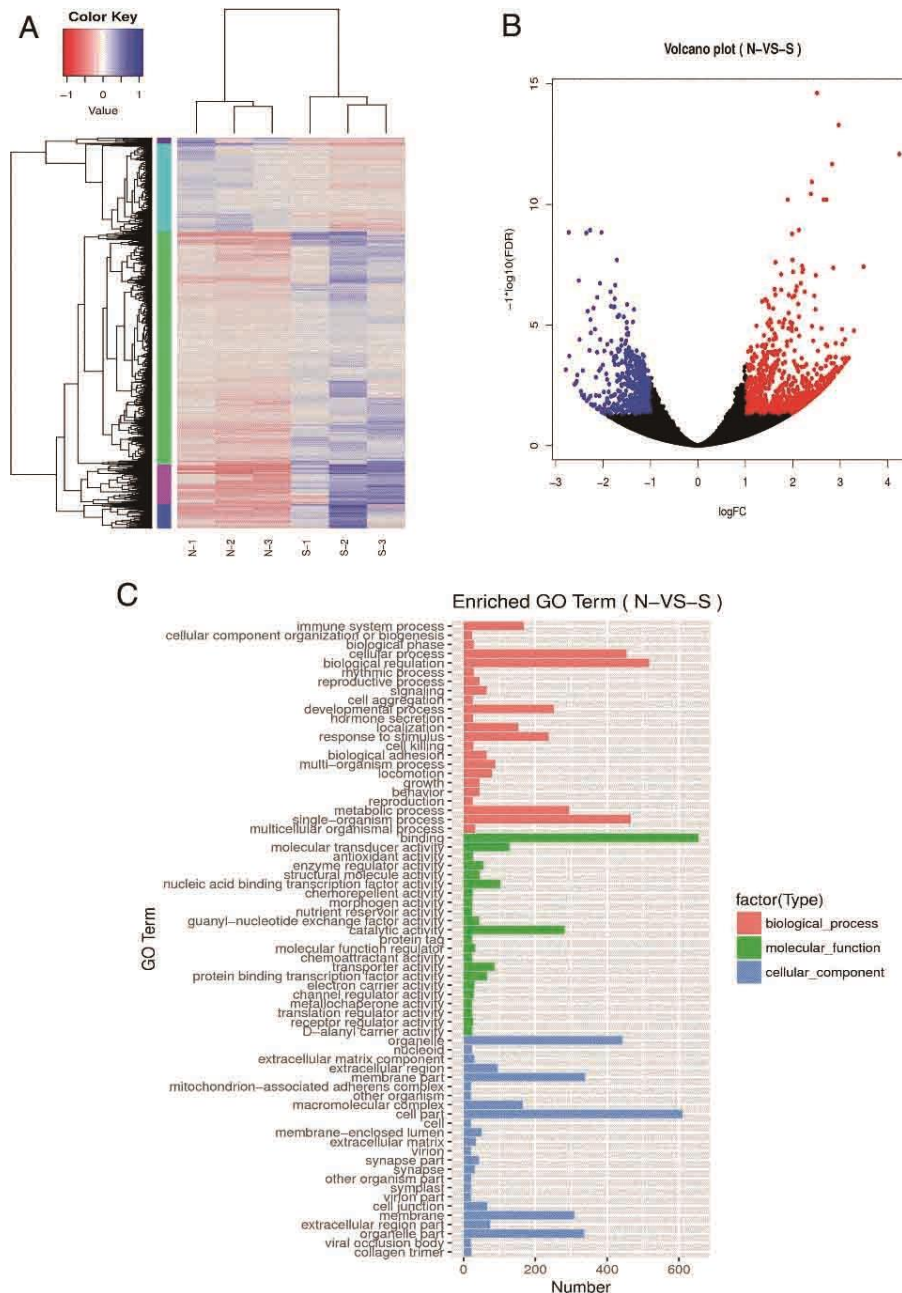 A
Color Key
−1 0 1
Value
N−1 N−2 N−3 S−1 S−2 S−3
B
Volcano plot ( N−VS−S )
−1*log10(FDR)
15
10
5
0
−3 −2 −1 0 1 2 3 4
logFC
C
Enriched GO Term ( N−VS−S )
GO Term
immune system process
cellular component organization or biogenesis
biological phase
cellular process
biological regulation
rhythmic process
reproductive process
signaling
cell aggregation
developmental process
hormone secretion
localization
response to stimulus
cell killing
biological adhesion
multi−organism process
locomotion
growth
behavior
reproduction
metabolic process
single−organism process
multicellular organismal process
binding
molecular transducer activity
antioxidant activity
enzyme regulator activity
structural molecule activity
nucleic acid binding transcription factor activity
chemorepellent activity
morphogen activity
nutrient reservoir activity
guanyl−nucleotide exchange factor activity
catalytic activity
protein tag
molecular function regulator
chemoattractant activity
transporter activity
protein binding transcription factor activity
electron carrier activity
channel regulator activity
metallochaperone activity
translation regulator activity
receptor regulator activity
D−alanyl carrier activity
organelle
nucleoid
extracellular matrix component
extracellular region
membrane part
mitochondrion−associated adherens complex
other organism
macromolecular complex
cell part
cell
membrane−enclosed lumen
extracellular matrix
virion
synapse part
synapse
other organism part
symplast
virion part
cell junction
membrane
extracellular region part
organelle part
viral occlusion body
collagen trimer
0 200 400 600
Number
factor(Type)
biological_process
molecular_function
cellular_component